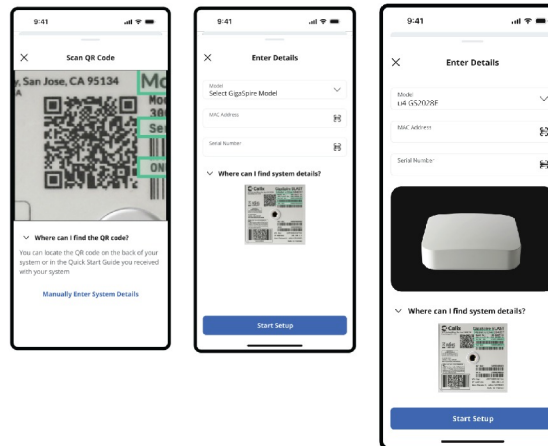 9:41
Scan QR Code
San Jose, CA 95134
Where can I find the QR code?
You can locate the QR code on the back of your
system or in the Quick Start Guide you received
with your system
Manually Enter System Details
9:41
Enter Details
Model
Select GigaSpire Model
MAC Address
Serial Number
Where can I find system details?
Calix
Start Setup
9:41
Enter Details
Model
u4 GS2028E
MAC Address
Serial Number
Where can I find system details?
Calix
Start Setup